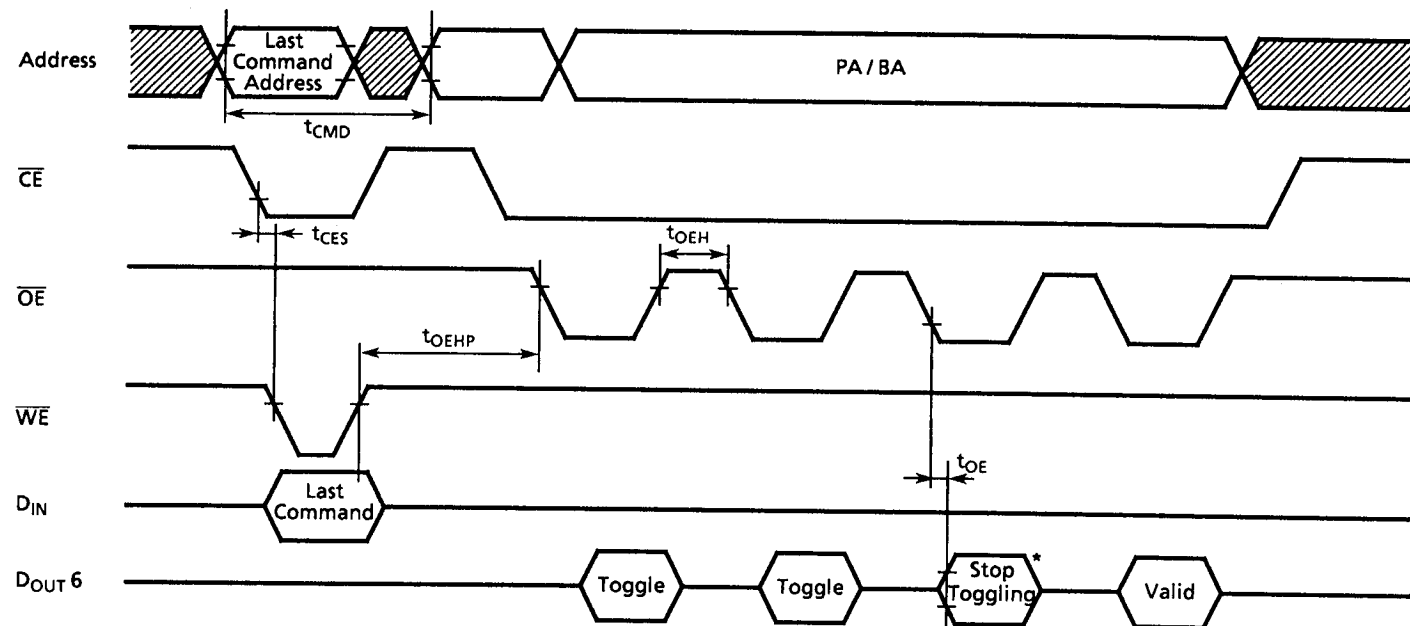 Address
Last
Command
Address
PA / BA
tCMD
CE
tCES
tOEH
OE
tOEHP
WE
tOE
DIN
Last
Command
DOUT 6
Toggle
Toggle
Stop
Toggling
*
Valid